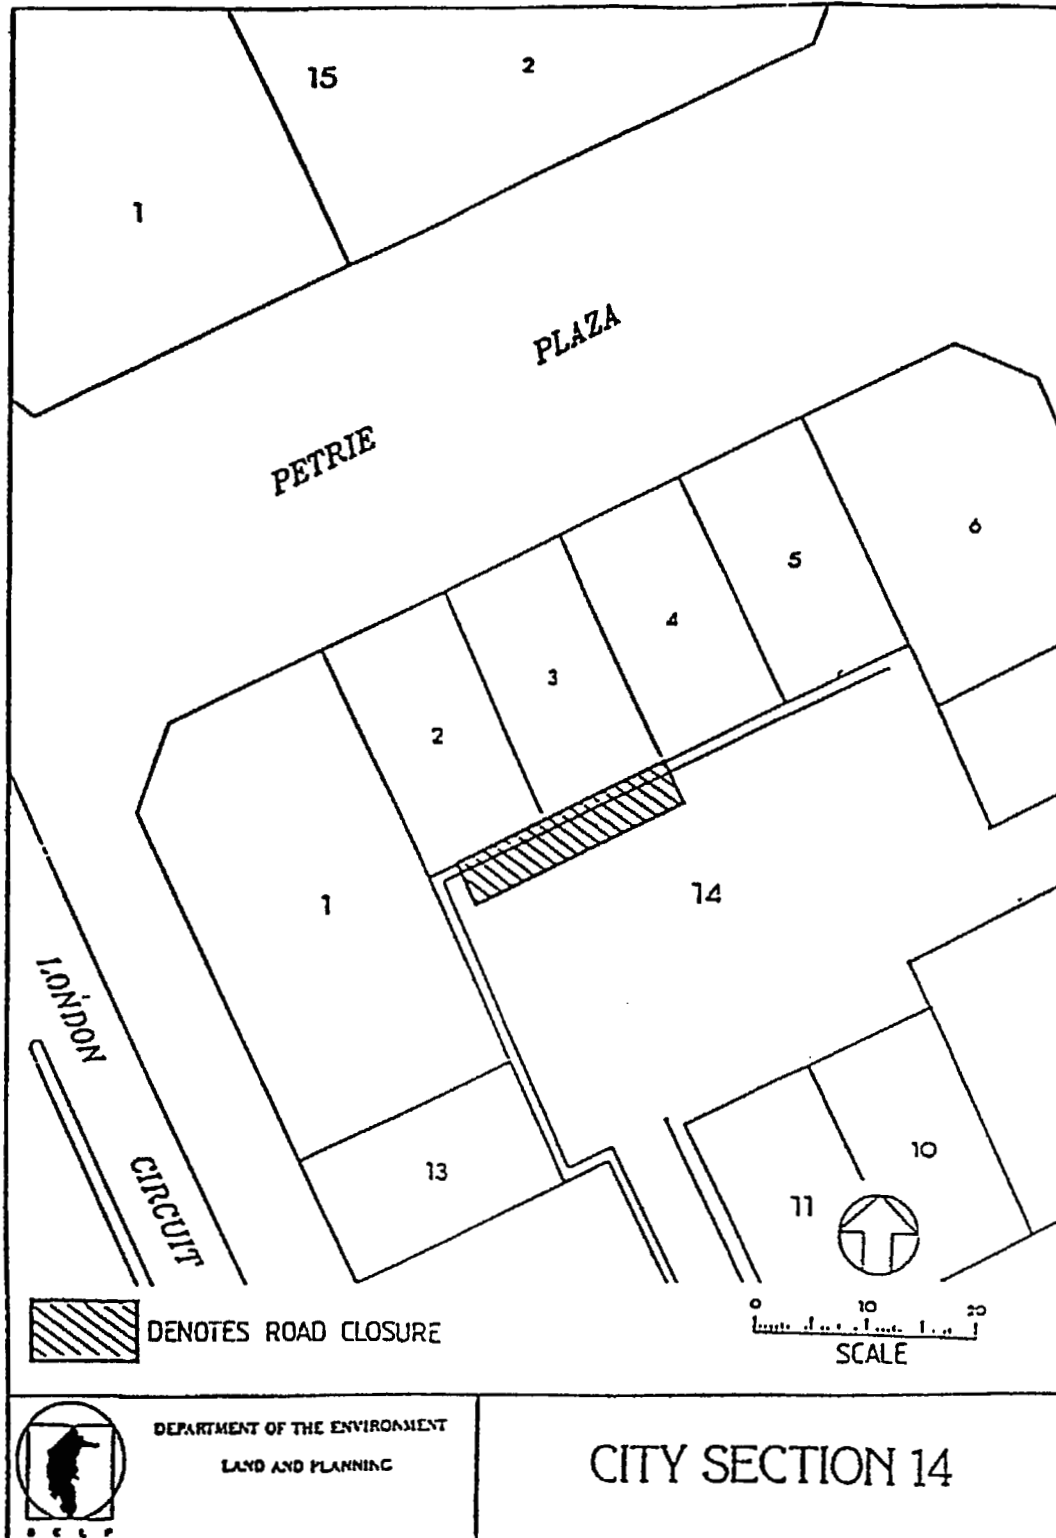 15
2
1
PLAZA
PETRIE
6
5
4
3
2
1
14
LONDON
CIRCUIT
13
10
11
DENOTES ROAD CLOSURE
0 10 20
SCALE
DEPARTMENT OF THE ENVIRONMENT
LAND AND PLANNING
CITY SECTION 14